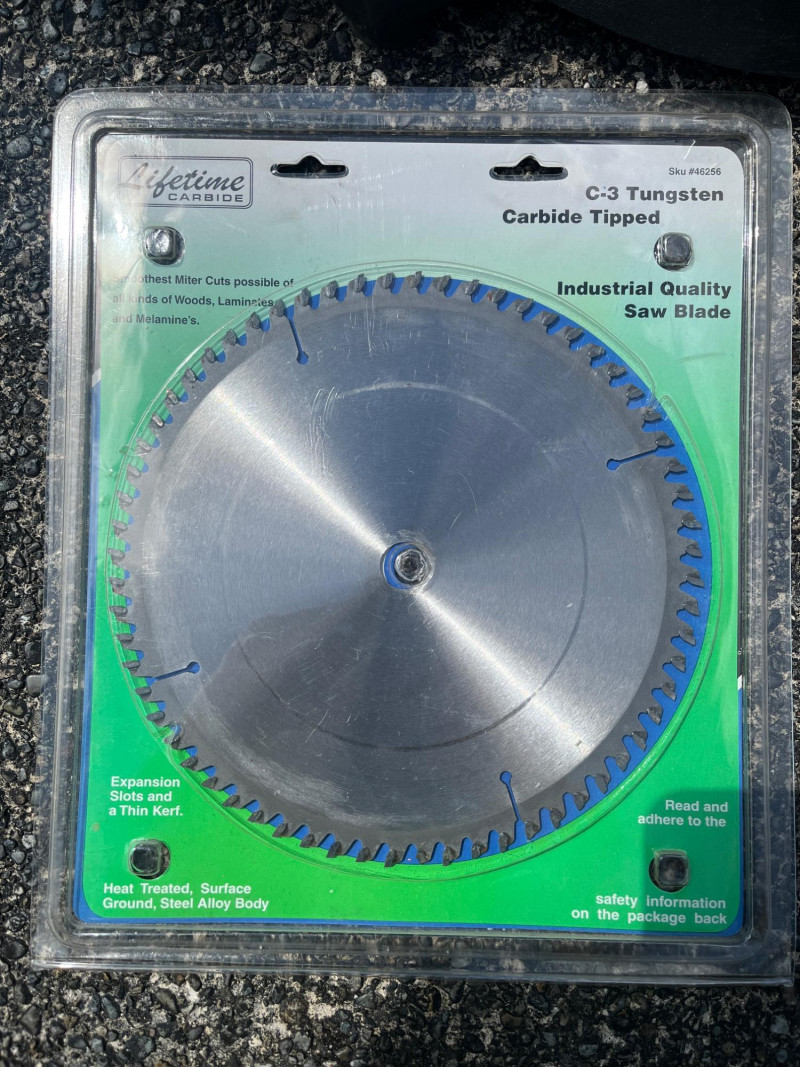 Lifetime
CARBIDE
Sku #46256
C-3 Tungsten
Carbide Tipped
Smoothest Miter Cuts possible of
all kinds of Woods, Laminates
and Melamine's.
Industrial Quality
Saw Blade
Expansion
Slots and
a Thin Kerf.
Read and
adhere to the
Heat Treated, Surface
Ground, Steel Alloy Body
safety information
on the package back